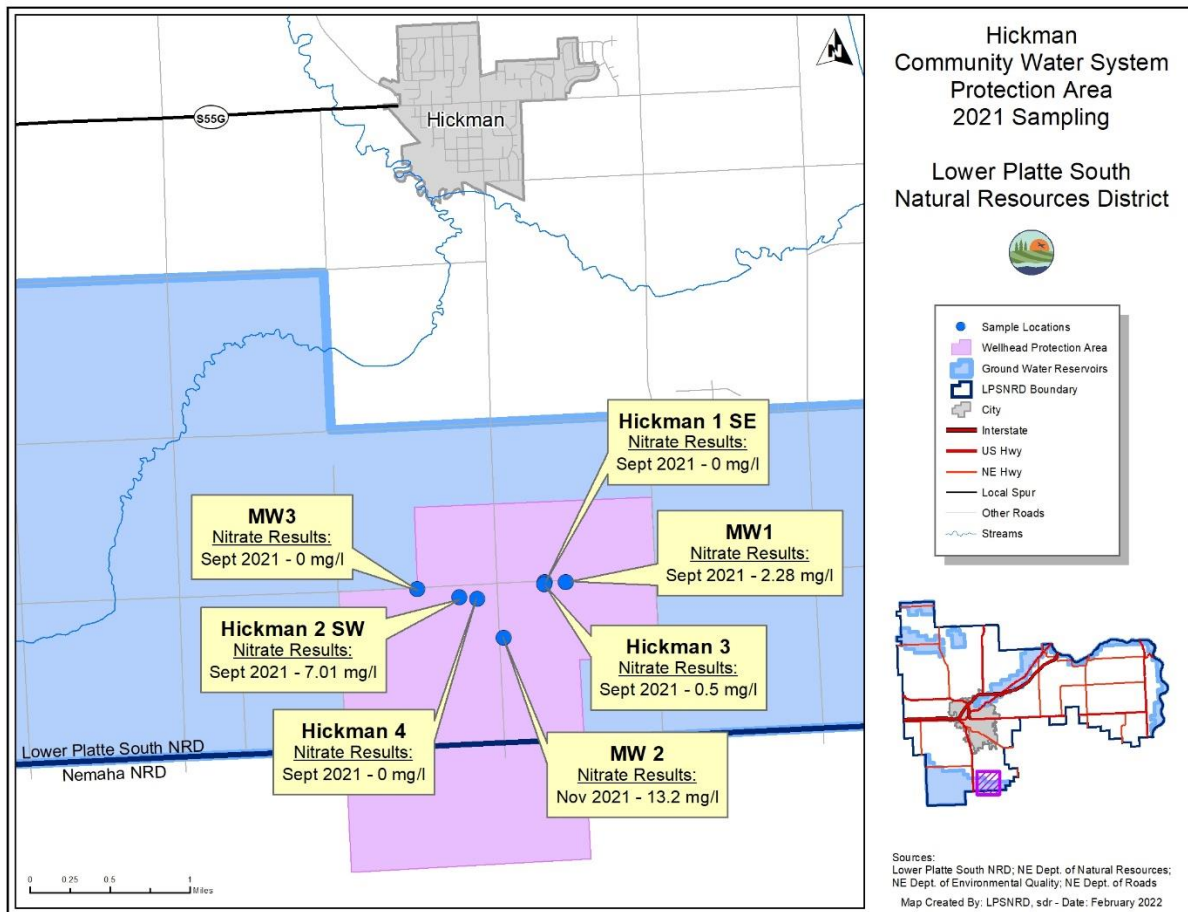 Hickman
Community Water System
Protection Area
2021 Sampling
Lower Platte South
Natural Resources District
N
S55G
Hickman
Hickman 1 SE
Nitrate Results:
Sept 2021 - 0 mg/l
MW3
Nitrate Results:
Sept 2021 - 0 mg/l
MW1
Nitrate Results:
Sept 2021 - 2.28 mg/l
Hickman 2 SW
Nitrate Results:
Sept 2021 - 7.01 mg/l
Hickman 3
Nitrate Results:
Sept 2021 - 0.5 mg/l
Hickman 4
Nitrate Results:
Sept 2021 - 0 mg/l
MW 2
Nitrate Results:
Nov 2021 - 13.2 mg/l
Lower Platte South NRD
Nemaha NRD
0 0.25 0.5 1
Miles
Sample Locations
Wellhead Protection Area
Ground Water Reservoirs
LPSNRD Boundary
City
Interstate
US Hwy
NE Hwy
Local Spur
Other Roads
Streams
Sources:
Lower Platte South NRD; NE Dept. of Natural Resources;
NE Dept. of Environmental Quality; NE Dept. of Roads
Map Created By: LPSNRD, sdr - Date: February 2022